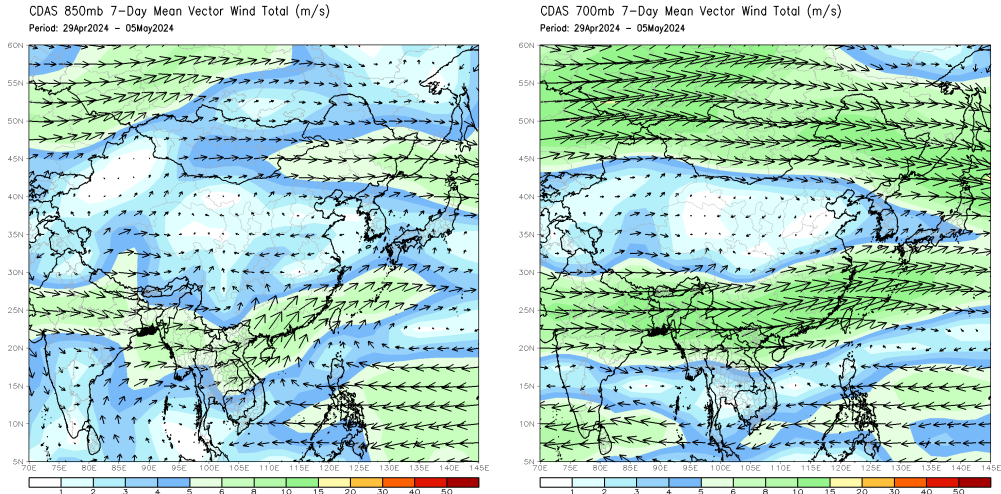 CDAS 850mb 7-Day Mean Vector Wind Total (m/s)
Period: 29Apr2024 - 05May2024
60N
55N
50N
45N
40N
35N
30N
25N
20N
15N
10N
5N
70E 75E 80E 85E 90E 95E 100E 105E 110E 115E 120E 125E 130E 135E 140E 145E
1 2 3 4 5 6 8 10 15 20 30 40 50
CDAS 700mb 7-Day Mean Vector Wind Total (m/s)
Period: 29Apr2024 - 05May2024
60N
55N
50N
45N
40N
35N
30N
25N
20N
15N
10N
5N
70E 75E 80E 85E 90E 95E 100E 105E 110E 115E 120E 125E 130E 135E 140E 145E
1 2 3 4 5 6 8 10 15 20 30 40 50